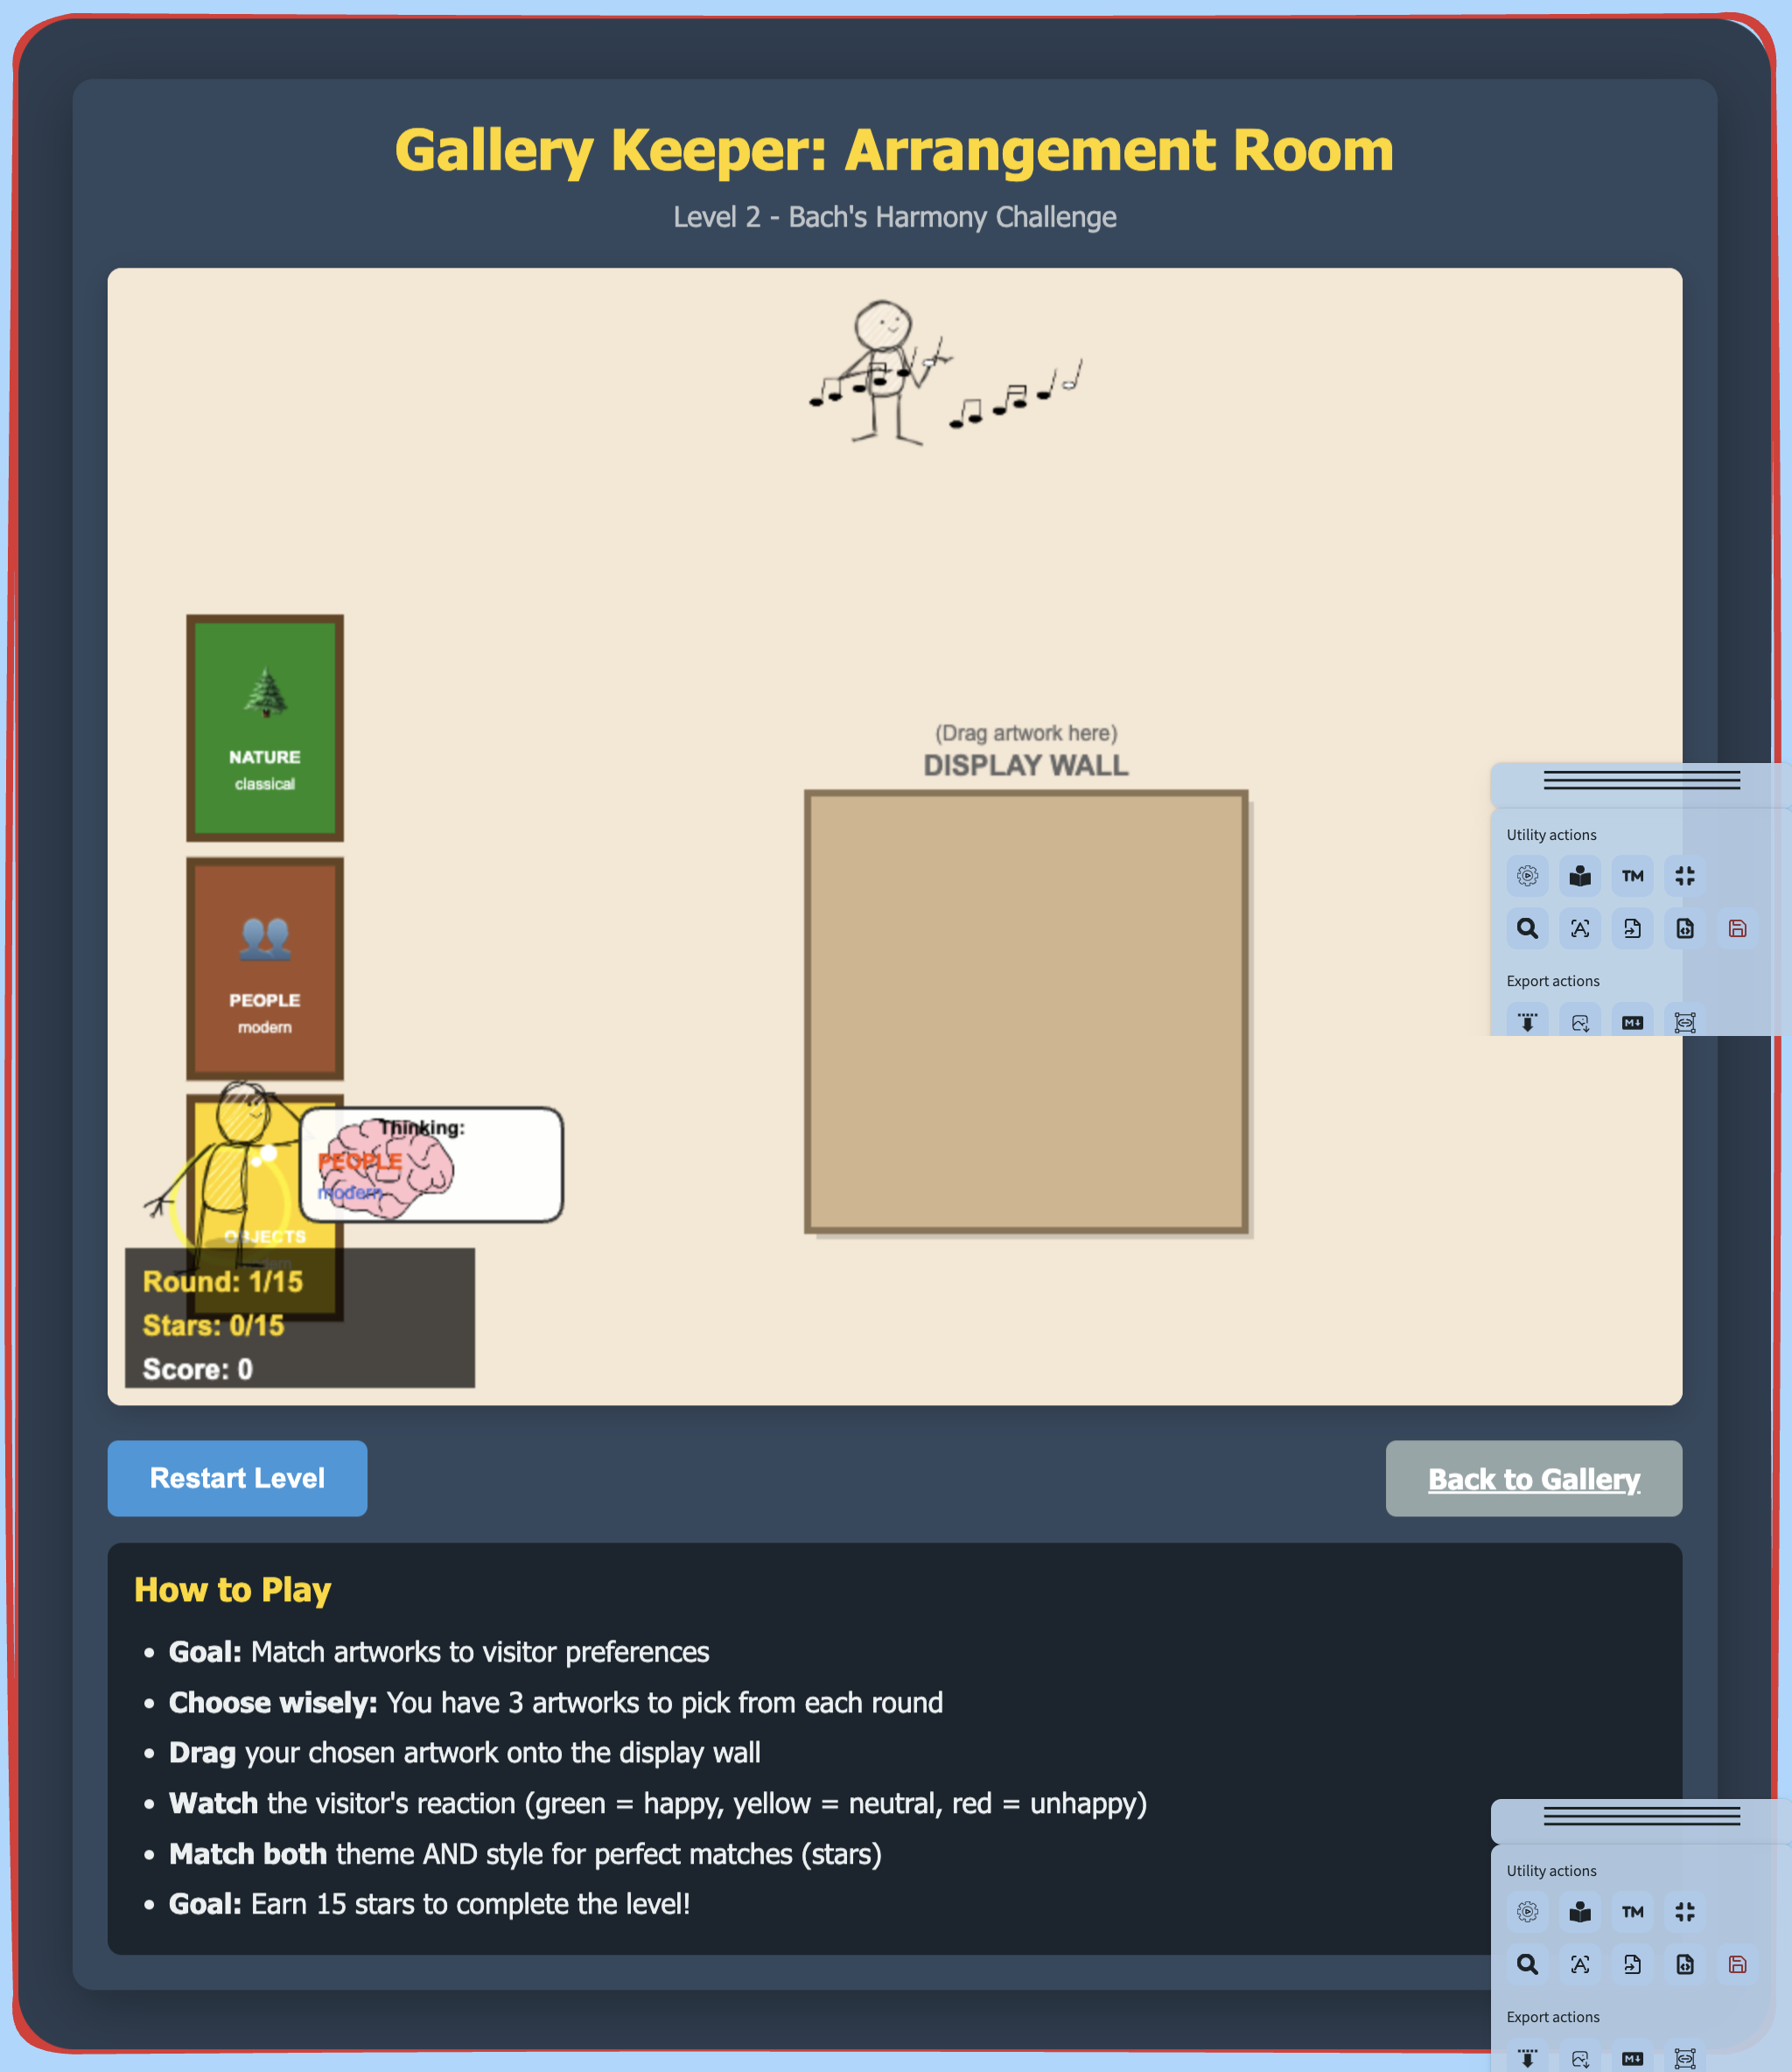 Gallery Keeper: Arrangement Room
Level 2 - Bach's Harmony Challenge
NATURE
classical
(Drag artwork here)
DISPLAY WALL
PEOPLE
modern
Thinking:
PEOPLE
modern
OBJECTS
Round: 1/15
Stars: 0/15
Score: 0
Utility actions
TM
Export actions
M
Restart Level
Back to Gallery
How to Play
• Goal: Match artworks to visitor preferences
• Choose wisely: You have 3 artworks to pick from each round
• Drag your chosen artwork onto the display wall
• Watch the visitor's reaction (green = happy, yellow = neutral, red = unhappy)
• Match both theme AND style for perfect matches (stars)
• Goal: Earn 15 stars to complete the level!
Utility actions
TM
Export actions
M